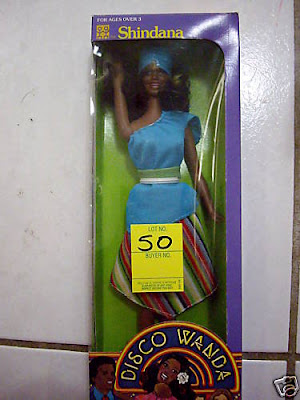 FOR AGES OVER 3
Shindana
LOT NO.
50
BUYER NO.
DISCO WANDA